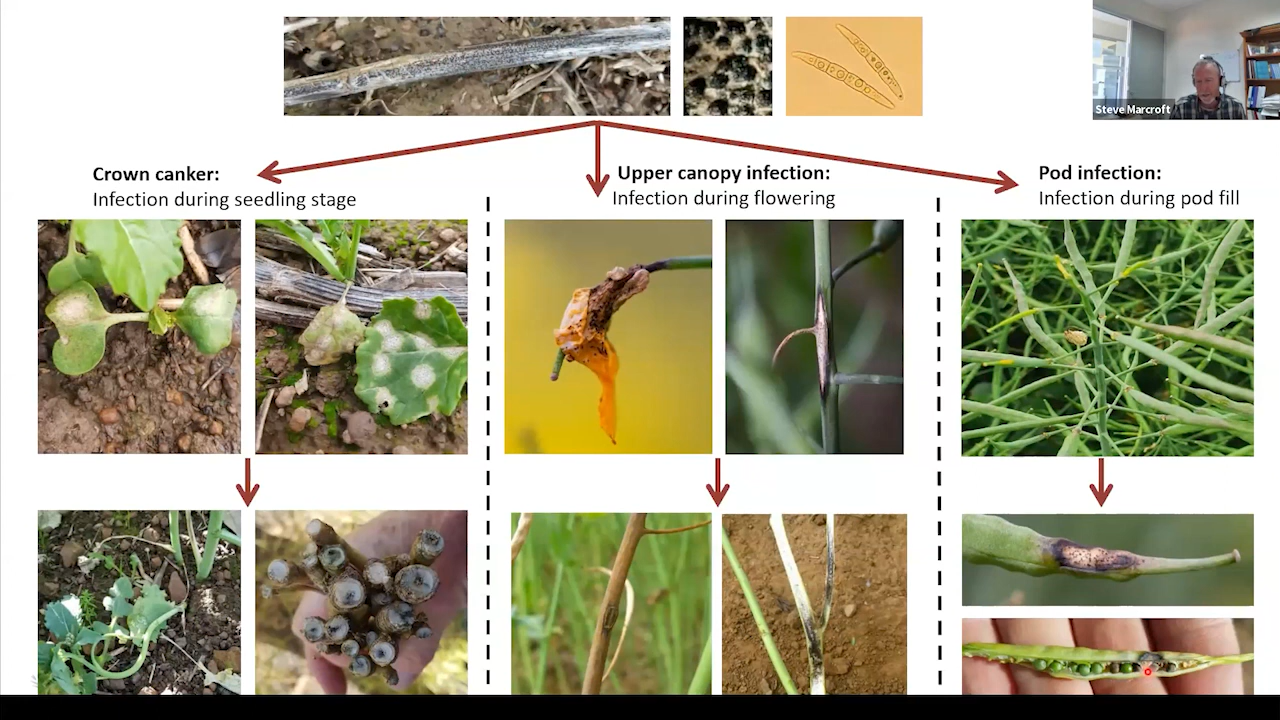 Steve Marcroft
Crown canker:
Infection during seedling stage
Upper canopy infection:
Infection during flowering
Pod infection:
Infection during pod fill